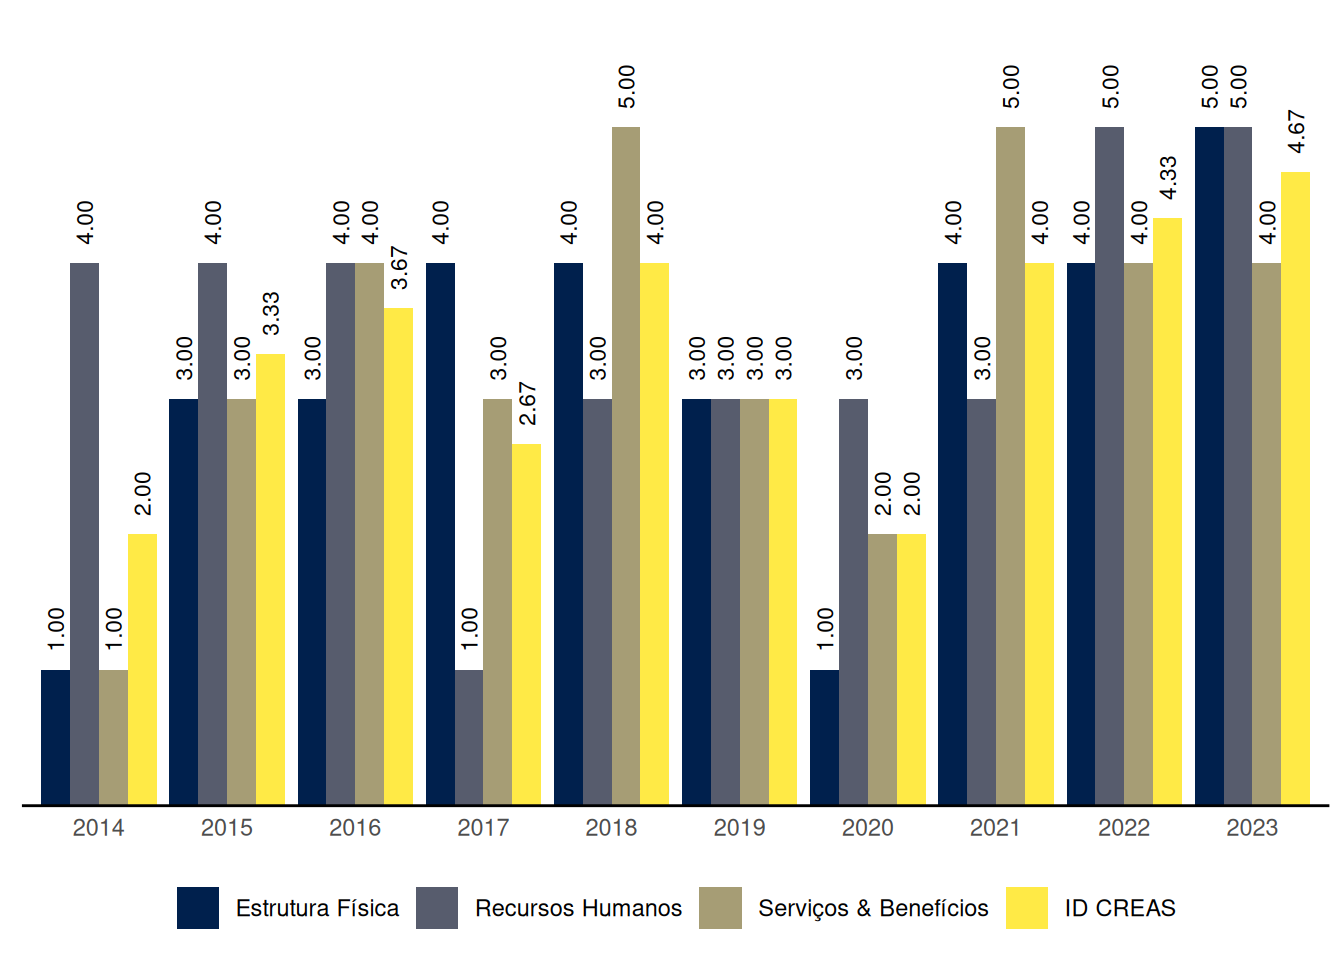 1.00 4.00 1.00 2.00
3.00 4.00 3.00 3.33
3.00 4.00 4.00 3.67
4.00 1.00 3.00 2.67
4.00 3.00 5.00 4.00
3.00 3.00 3.00 3.00
1.00 3.00 2.00 2.00
4.00 3.00 5.00 4.00
4.00 5.00 4.00 4.33
5.00 5.00 4.00 4.67
2014 2015 2016 2017 2018 2019 2020 2021 2022 2023
Estrutura Física Recursos Humanos Serviços & Benefícios ID CREAS